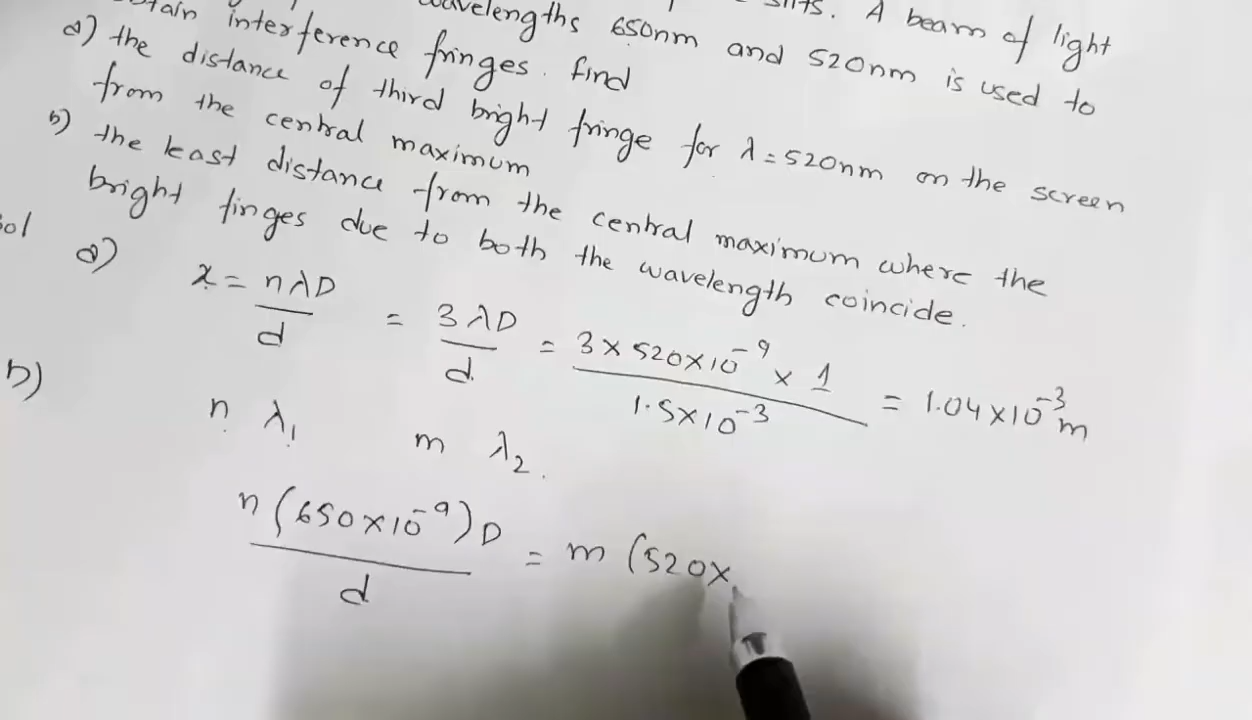 slits. A beam of light
wavelengths 650nm and 520nm is used to
interference fringes. find
a) the distance of third bright fringe for λ=520nm on the screen
from the central maximum
b) the least distance from the central maximum where the
bright finges due to both the wavelength coincide.
sol
a) x = nλD/d = 3λD/d = 3×520×10⁻⁹×1/1.5×10⁻³ = 1.04×10⁻³m
b)
n λ₁ m λ₂.
n(650×10⁻⁹)D/d = m(520×